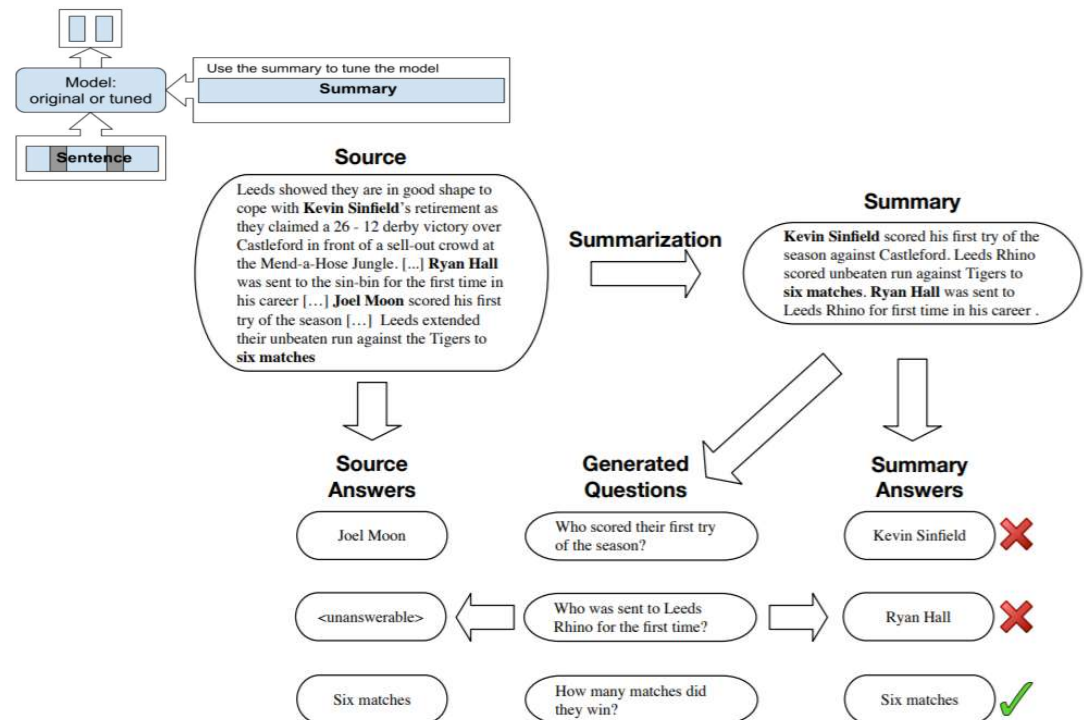 Model:
original or tuned
Use the summary to tune the model
Summary
Sentence
Source
Leeds showed they are in good shape to
cope with Kevin Sinfield's retirement as
they claimed a 26 - 12 derby victory over
Castleford in front of a sell-out crowd at
the Mend-a-Hose Jungle. [...] Ryan Hall
was sent to the sin-bin for the first time in
his career […] Joel Moon scored his first
try of the season […] Leeds extended
their unbeaten run against the Tigers to
six matches
Summarization
Summary
Kevin Sinfield scored his first try of the
season against Castleford. Leeds Rhino
scored unbeaten run against Tigers to
six matches. Ryan Hall was sent to
Leeds Rhino for first time in his career .
Source
Answers
Generated
Questions
Summary
Answers
Joel Moon
Who scored their first try
of the season?
Kevin Sinfield
<unanswerable>
Who was sent to Leeds
Rhino for the first time?
Ryan Hall
Six matches
How many matches did
they win?
Six matches